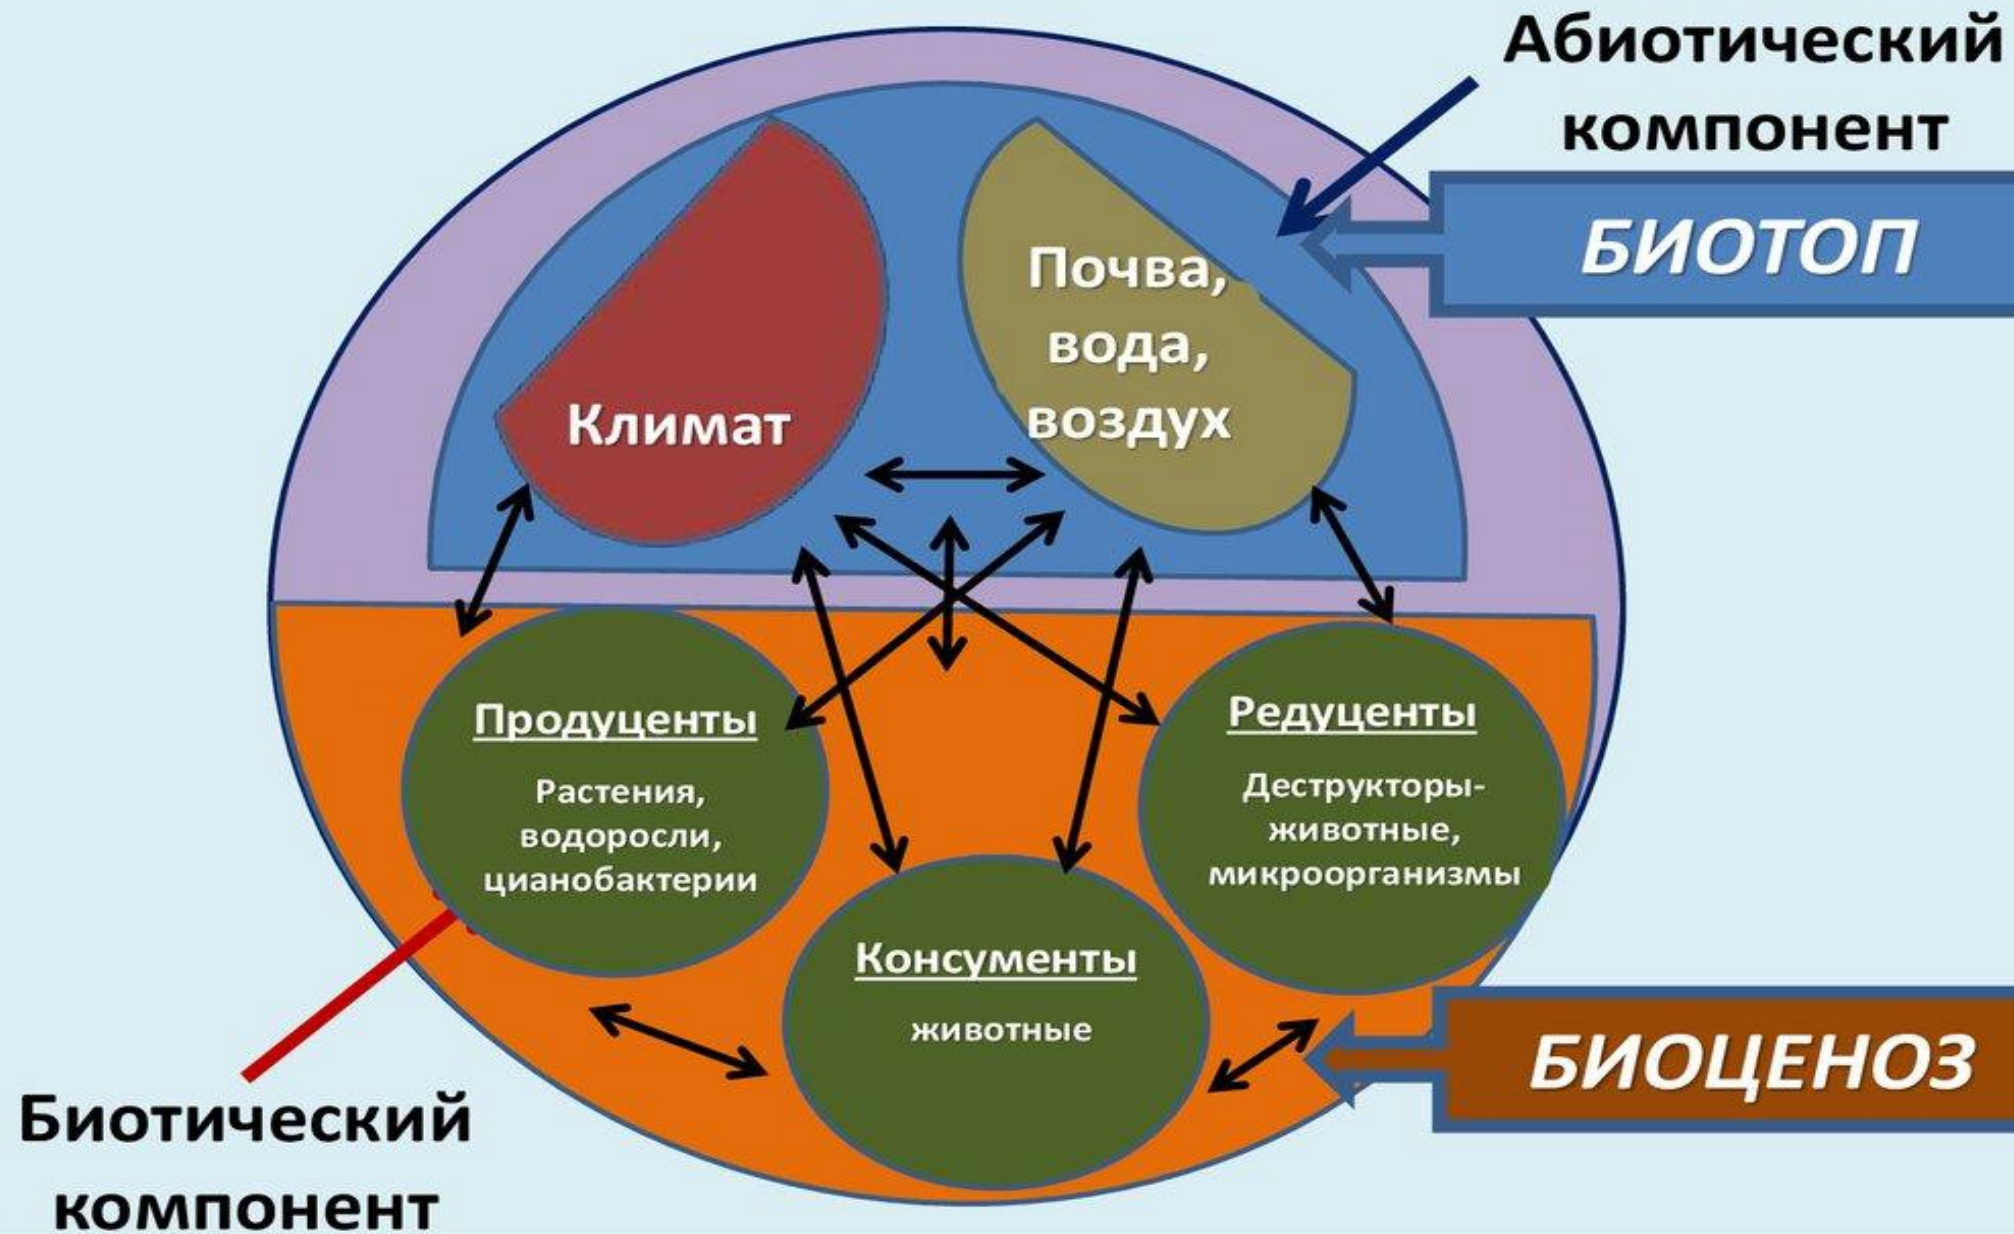 Абиотический
компонент
БИОТОП
Климат
Почва,
вода,
воздух
Продуценты
Растения,
водоросли,
цианобактерии
Редуценты
Деструкторы-
животные,
микроорганизмы
Консументы
животные
БИОЦЕНОЗ
Биотический
компонент